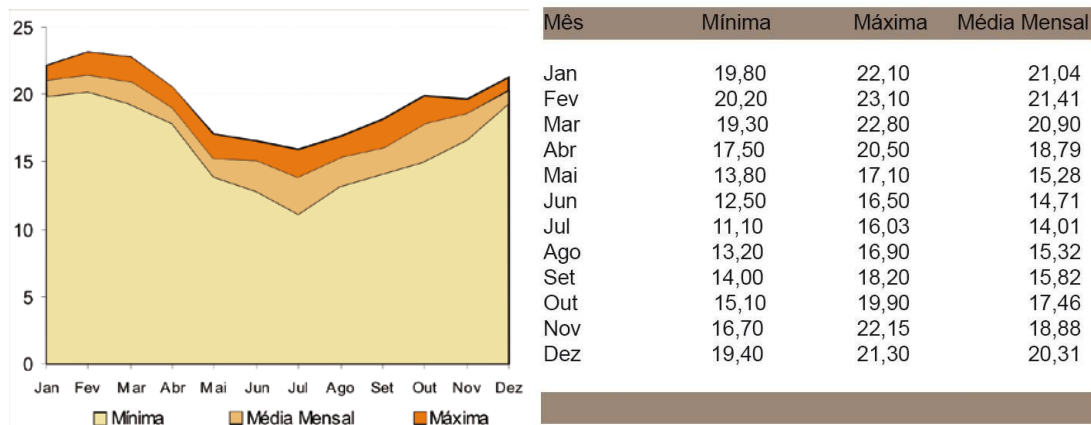 25
20
15
10
5
0
Jan Fev Mar Abr Mai Jun Jul Ago Set Out Nov Dez
Mínima Média Mensal Máxima
Mês Mínima Máxima Média Mensal
Jan 19,80 22,10 21,04
Fev 20,20 23,10 21,41
Mar 19,30 22,80 20,90
Abr 17,50 20,50 18,79
Mai 13,80 17,10 15,28
Jun 12,50 16,50 14,71
Jul 11,10 16,03 14,01
Ago 13,20 16,90 15,32
Set 14,00 18,20 15,82
Out 15,10 19,90 17,46
Nov 16,70 22,15 18,88
Dez 19,40 21,30 20,31